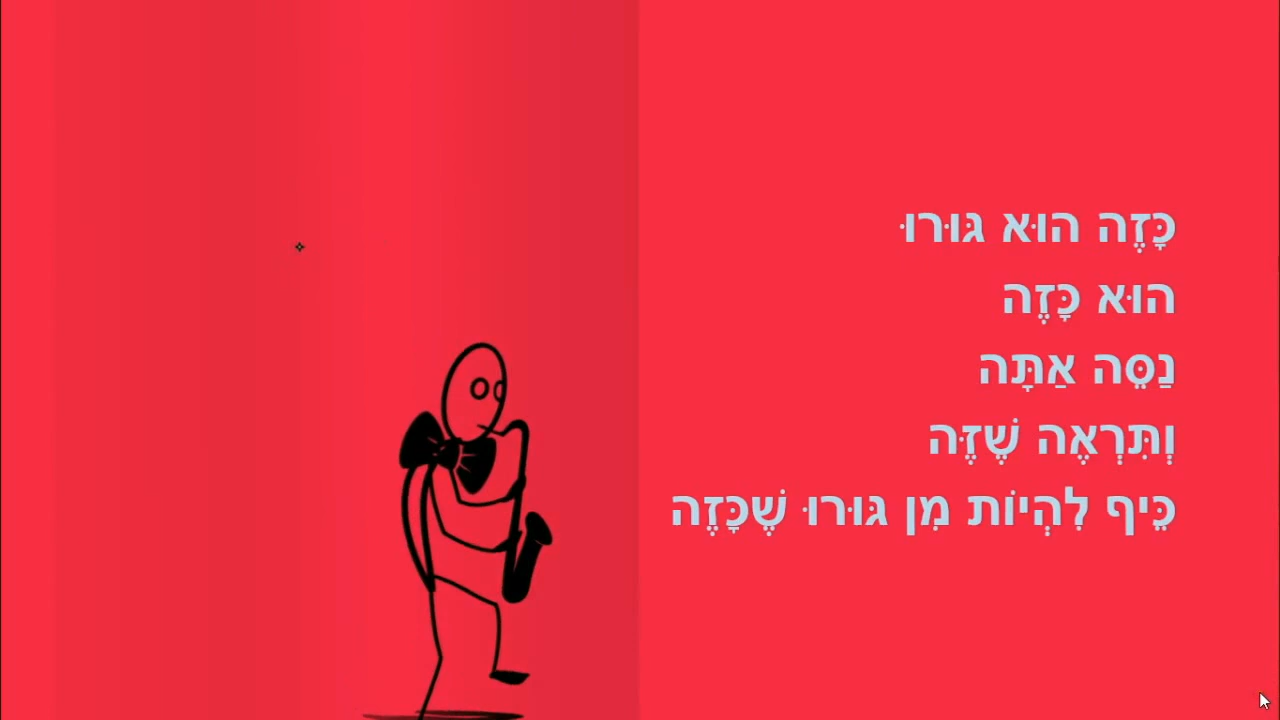 כָּזֶה הוּא גּוּרוּ
הוּא כָּזֶה
נַסֵּה אַתָּה
וְתִּרְאֶה שֶׁזֶּה
כֵּיף לִהְיוֹת מִן גּוּרוּ שֶׁכָּזֶה